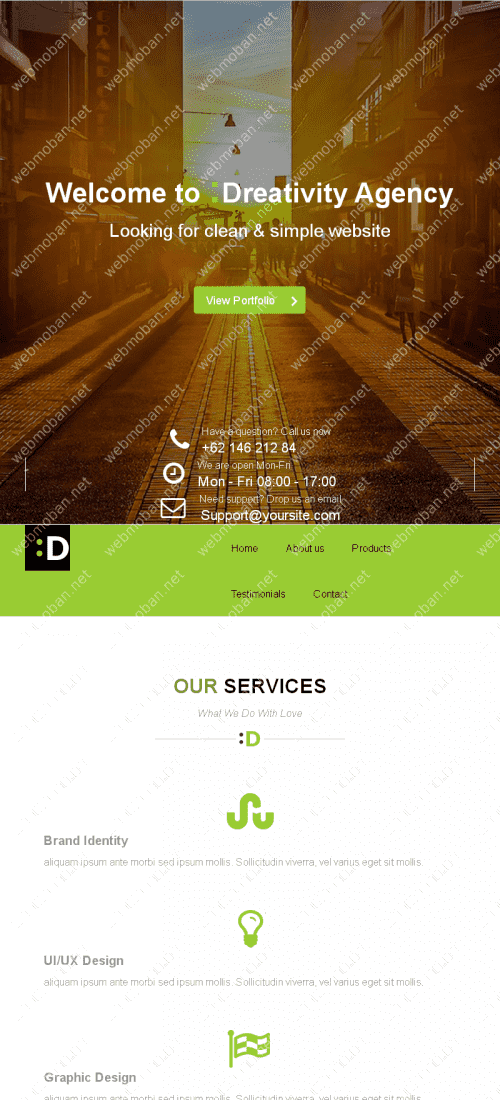 GRAND
Welcome to :Dreativity Agency
Looking for clean & simple website
View Portfolio
Have a question? Call us now
+62 146 212 84
We are open Mon-Fri
Mon - Fri 08:00 - 17:00
Need support? Drop us an email
Support@yoursite.com
:D
Home About us Products
Testimonials Contact
OUR SERVICES
What We Do With Love
:D
Brand Identity
aliquam ipsum ante morbi sed ipsum mollis. Sollicitudin viverra, vel varius eget sit mollis.
UI/UX Design
aliquam ipsum ante morbi sed ipsum mollis. Sollicitudin viverra, vel varius eget sit mollis.
Graphic Design
aliquam ipsum ante morbi sed ipsum mollis. Sollicitudin viverra, vel varius eget sit mollis.
webmoban.net